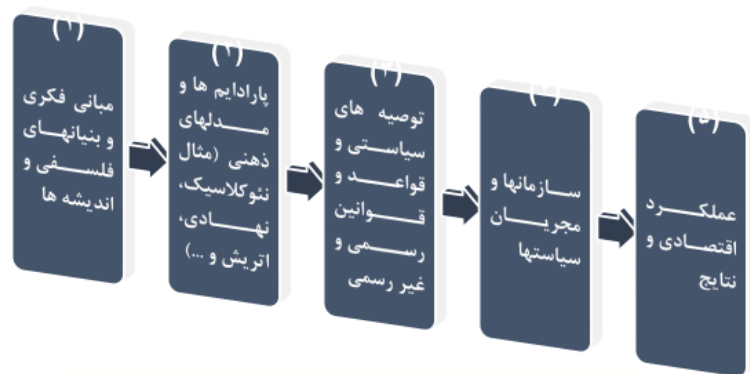 (۱)
مبانی فکری
و بنیانهای
فلسفی و
اندیشه ها
(۲)
پارادایم ها و
مدلهای
ذهنی (مثال
نئوکلاسیک،
نهادی،
اتریش و ...)
(۳)
توصیه های
سیاستی و
قواعد و
قوانین
رسمی و
غیر رسمی
(۴)
سازمانها و
مجریان
سیاستها
(۵)
عملکرد
اقتصادی و
نتایج